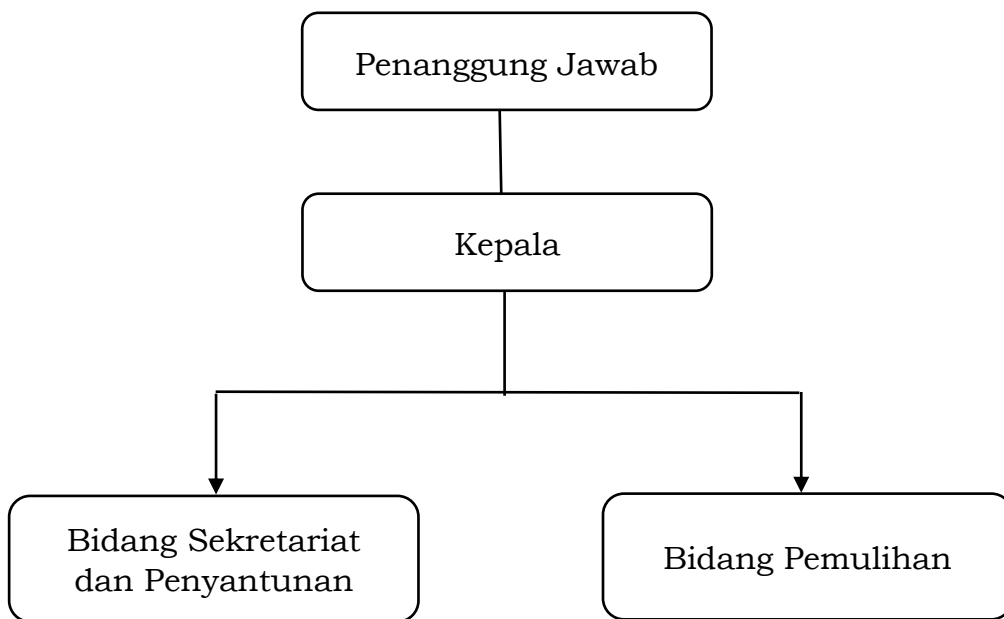 Penanggung Jawab
Kepala
Bidang Sekretariat
dan Penyantunan
Bidang Pemulihan